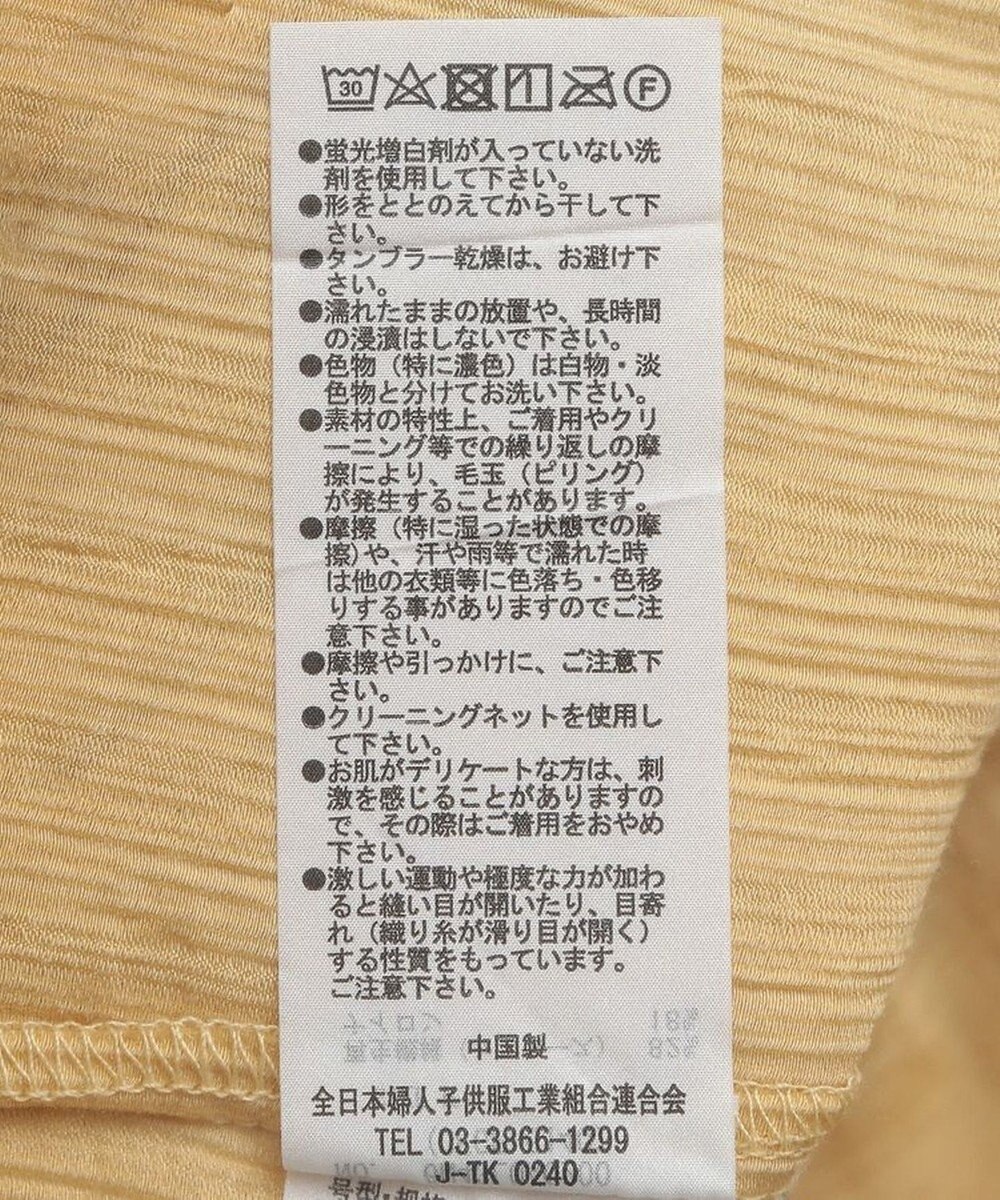 30 F
●蛍光増白剤が入っていない洗
剤を使用して下さい。
●形をととのえてから干して下
さい。
●タンブラー乾燥は、お避け下
さい。
●濡れたままの放置や、長時間
の浸漬はしないで下さい。
●色物（特に濃色）は白物・淡
色物と分けてお洗い下さい。
●素材の特性上、ご着用やクリ
ーニング等での繰り返しの摩
擦により、毛玉（ピリング）
が発生することがあります。
●摩擦（特に湿った状態での摩
擦）や、汗や雨等で濡れた時
は他の衣類等に色落ち・色移
りする事がありますのでご注
意下さい。
●摩擦や引っかけに、ご注意下
さい。
●クリーニングネットを使用し
て下さい。
●お肌がデリケートな方は、刺
激を感じることがありますの
で、その際はご着用をおやめ
下さい。
●激しい運動や極度な力が加わ
ると縫い目が開いたり、目寄
れ（織り糸が滑り目が開く）
する性質をもっています。
ご注意下さい。
ナイロン 18%
82%
中国製
全日本婦人子供服工業組合連合会
TEL 03-3866-1299
J-TK 0240
NO.
号型・規格